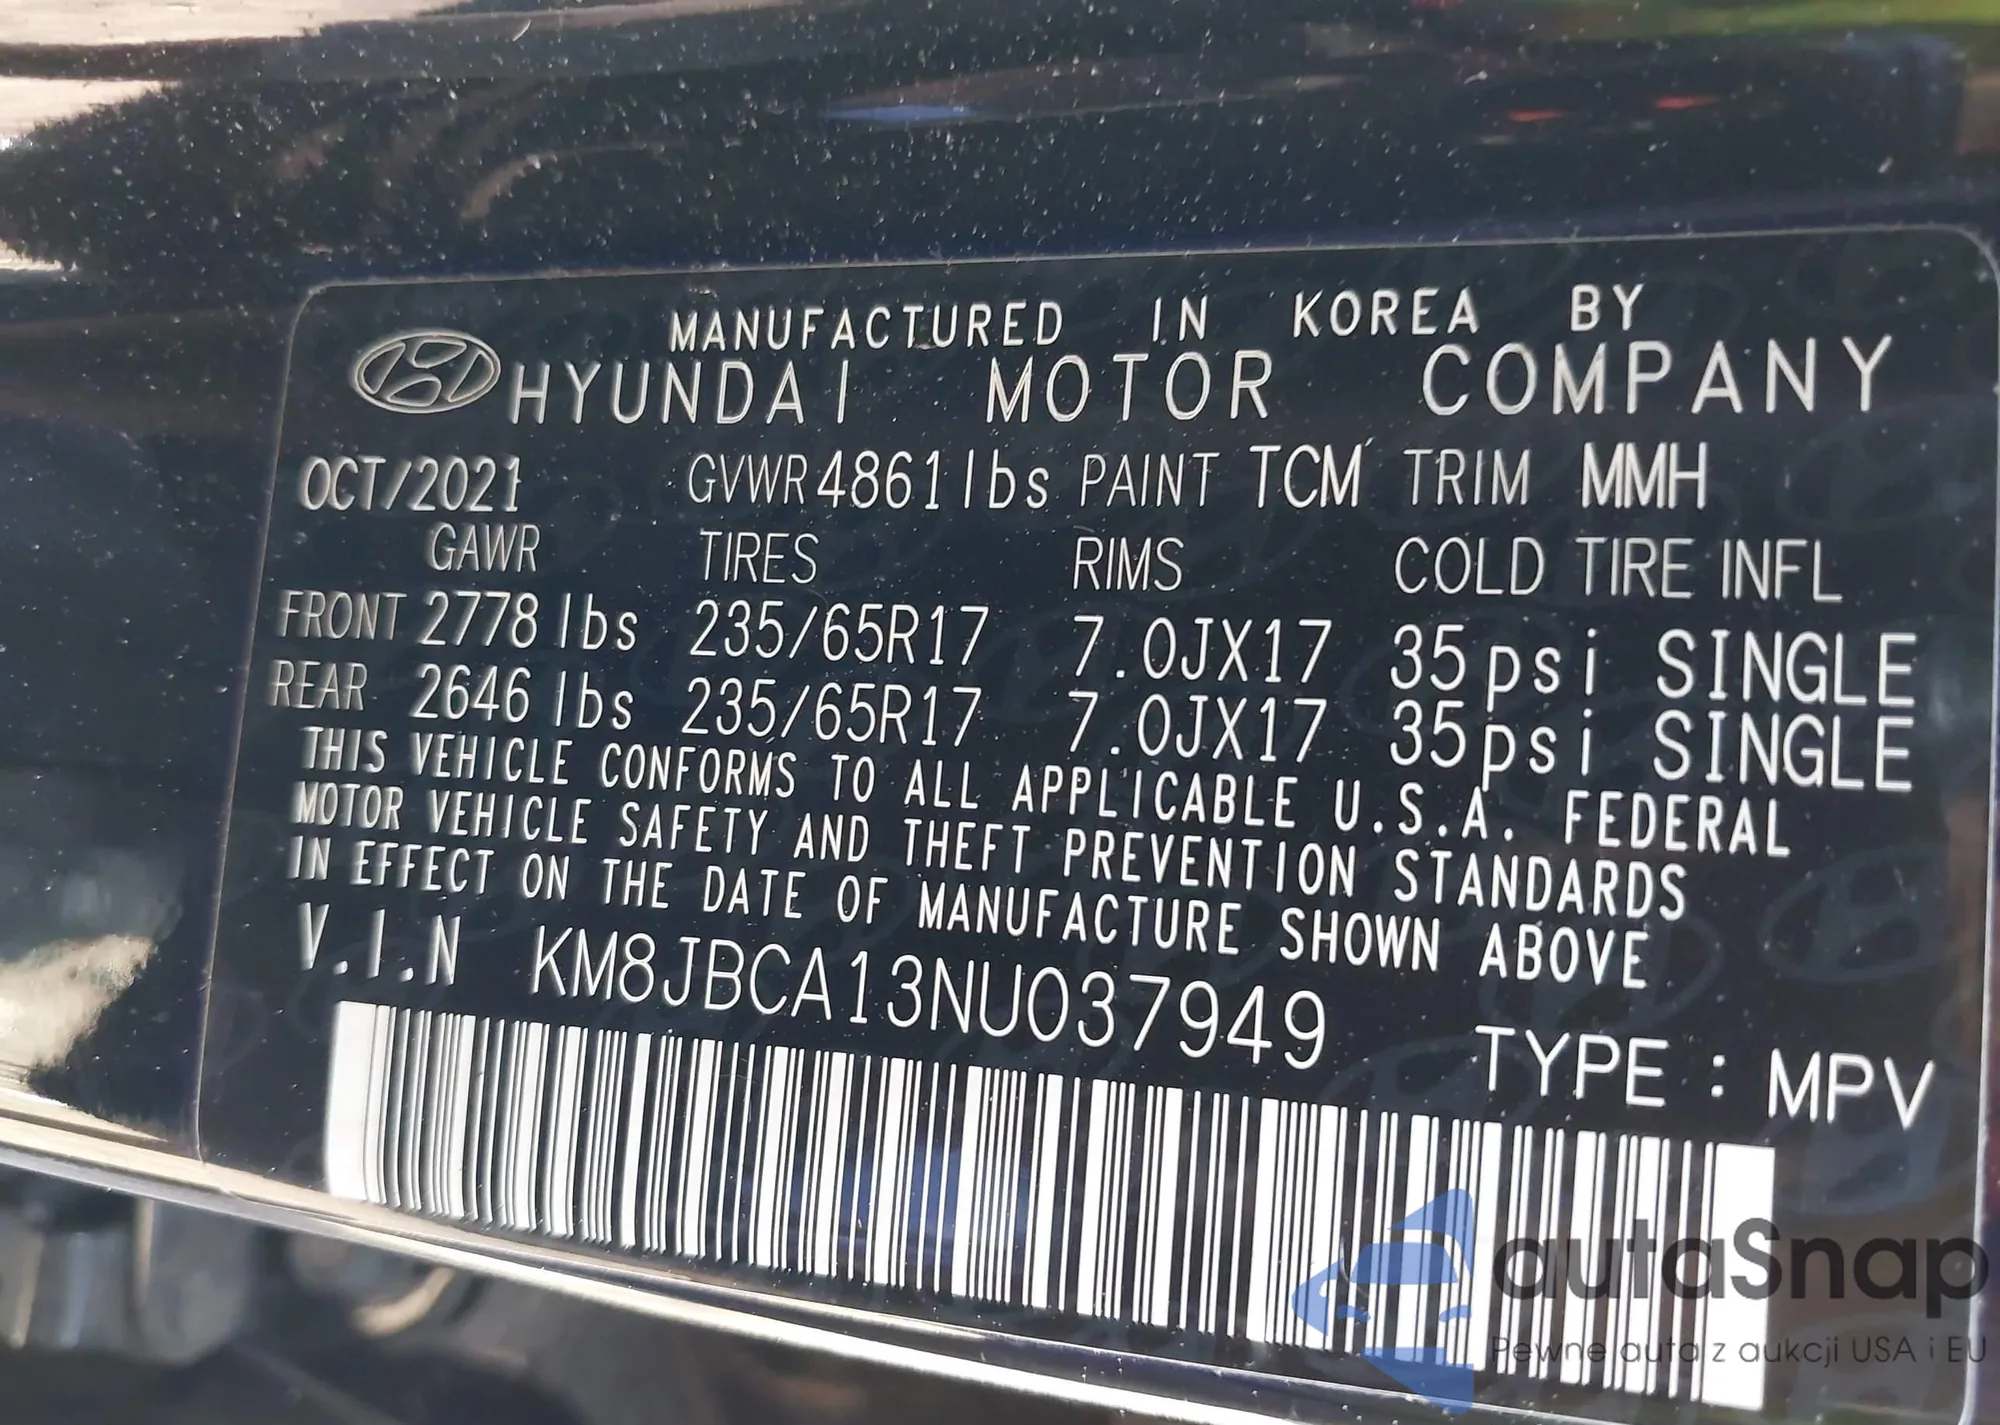 MANUFACTURED IN KOREA BY
HYUNDAI MOTOR COMPANY
OCT/2021 GVWR 4861 lbs PAINT TCM TRIM MMH
GAWR TIRES RIMS COLD TIRE INFL
FRONT 2778 lbs 235/65R17 7.0JX17 35psi SINGLE
REAR 2646 lbs 235/65R17 7.0JX17 35psi SINGLE
THIS VEHICLE CONFORMS TO ALL APPLICABLE U.S.A. FEDERAL
MOTOR VEHICLE SAFETY AND THEFT PREVENTION STANDARDS
IN EFFECT ON THE DATE OF MANUFACTURE SHOWN ABOVE
V.I.N KM8JBCA13NU037949
TYPE : MPV
autaSnap
Pewne auta z aukcji USA i EU